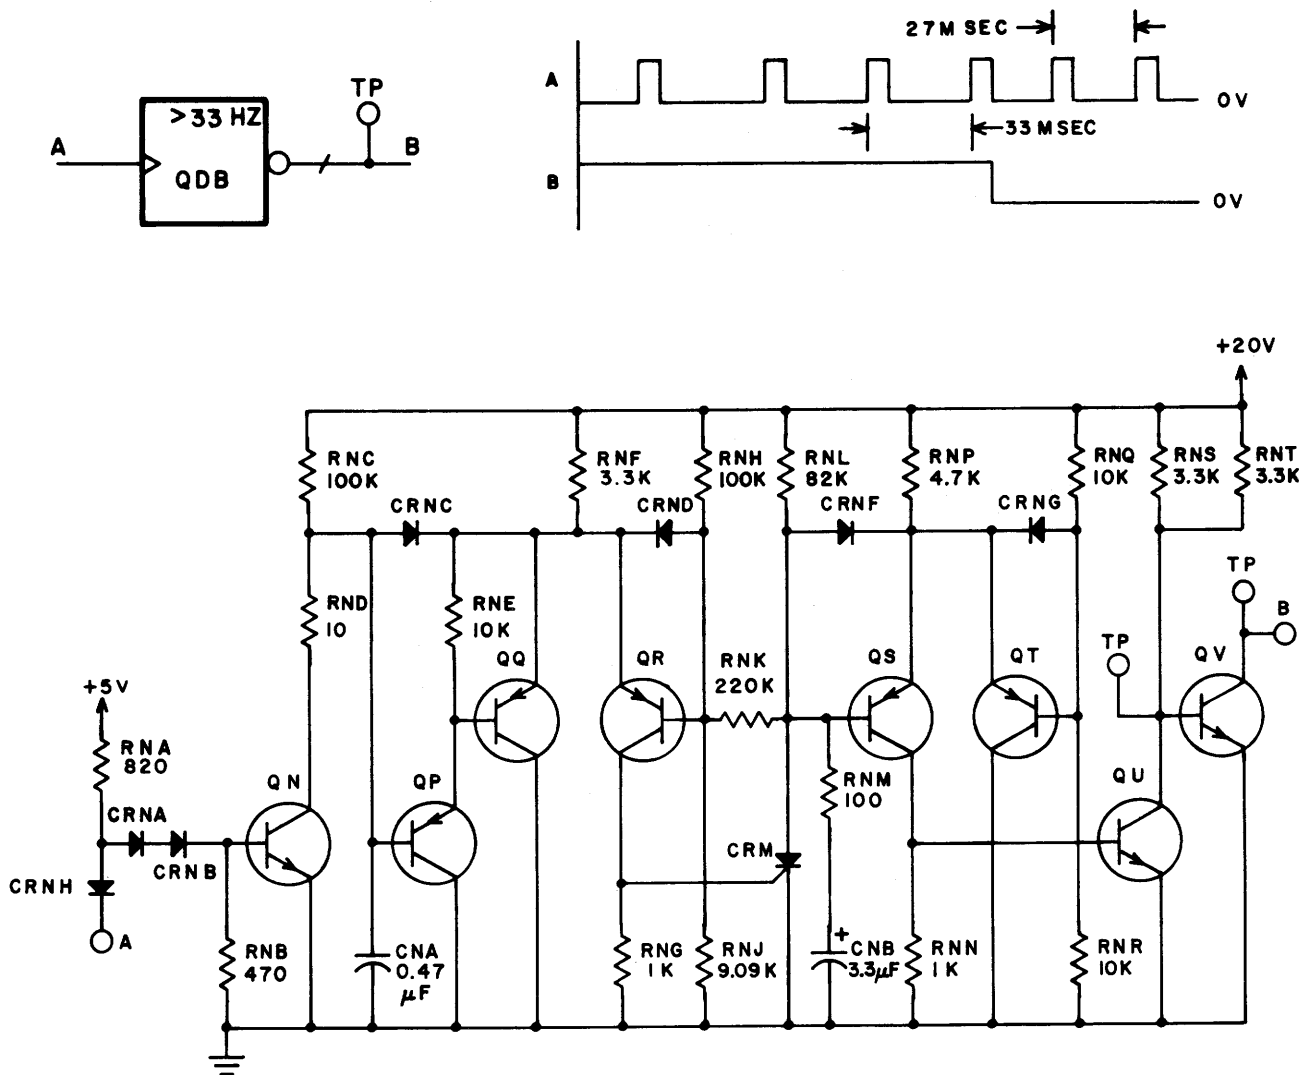 27M SEC
TP
>33 HZ
A
0V
33 MSEC
A
B
QDB
B
0V
+20V
RNC
100K
RNF
3.3K
RNH
100K
RNL
82K
RNP
4.7K
RNQ
10K
RNS
3.3K
RNT
3.3K
CRNC
CRND
CRNF
CRNG
TP
RND
10
RNE
10K
B
TP
QQ
QR
RNK
220K
QS
QT
QV
+5V
RNA
820
QN
QP
RNM
100
QU
CRNA
CRM
CRNB
CRNH
A
RNB
470
CNA
0.47
µF
RNG
1K
RNJ
9.09K
+
CNB
3.3µF
RNN
1K
RNR
10K